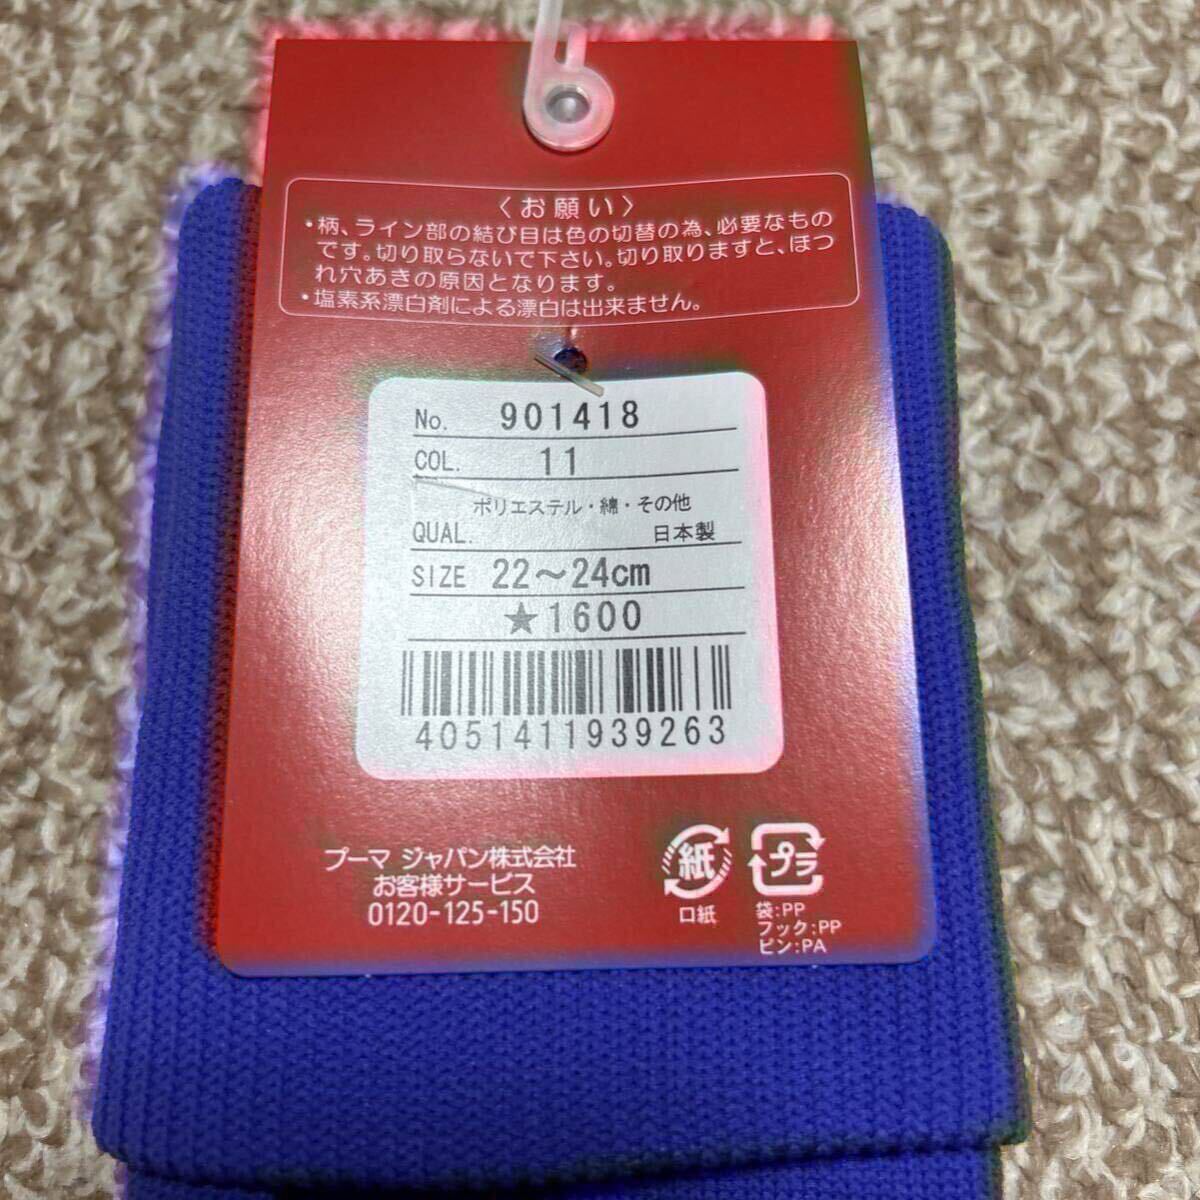 〈お願い〉
・柄、ライン部の結び目は色の切替の為、必要なもの
です。切り取らないで下さい。切り取りますと、ほつ
れ穴あきの原因となります。
・塩素系漂白剤による漂白は出来ません。
No. 901418
COL. 11
ポリエステル・綿・その他
QUAL. 日本製
SIZE 22～24cm
★1600
4051411939263
プーマ ジャパン株式会社
お客様サービス
0120-125-150
紙
口紙
プラ
袋:PP
フック:PP
ピン:PA